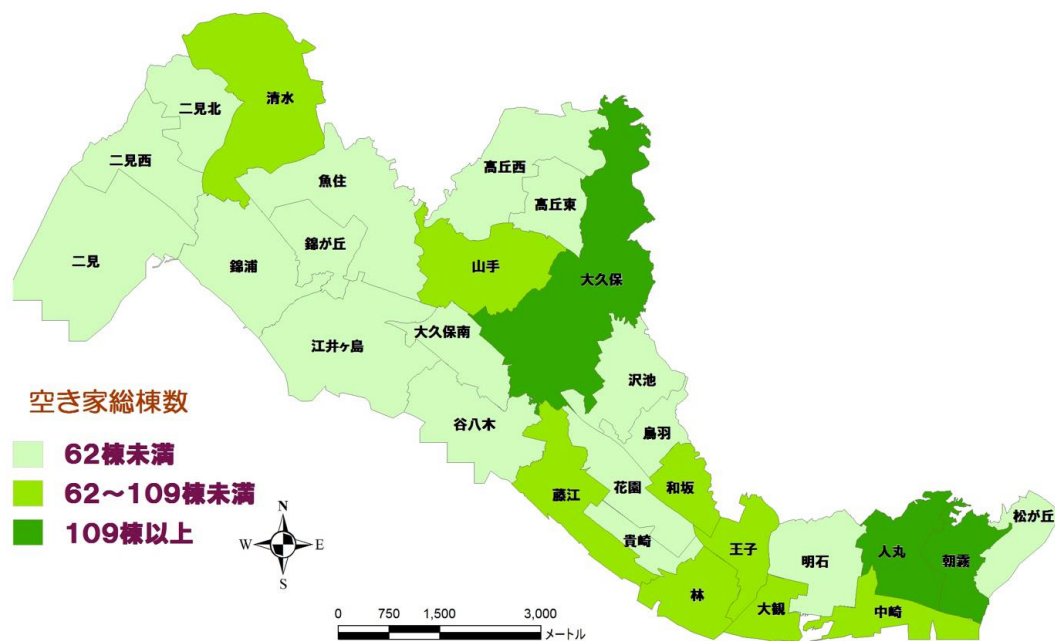 清水
二見北
二見西
魚住
高丘西
高丘東
二見
錦浦
錦が丘
山手
大久保
江井ヶ島
大久保南
沢池
谷八木
鳥羽
藤江
花園
和坂
貴崎
王子
明石
人丸
朝霧
松が丘
林
大観
中崎
空き家総棟数
62棟未満
62～109棟未満
109棟以上
N
W
E
S
0 750 1,500 3,000
メートル